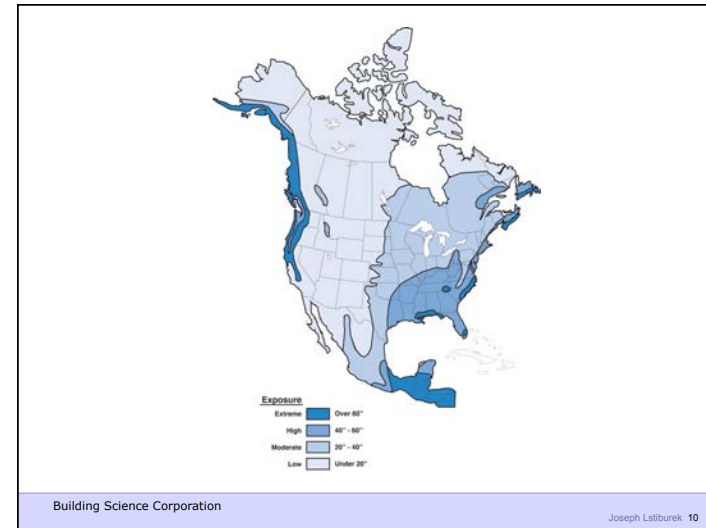 Exposure
Extreme Over 60"
High 40" - 60"
Moderate 20" - 40"
Low Under 20"
Building Science Corporation
Joseph Lstiburek 10